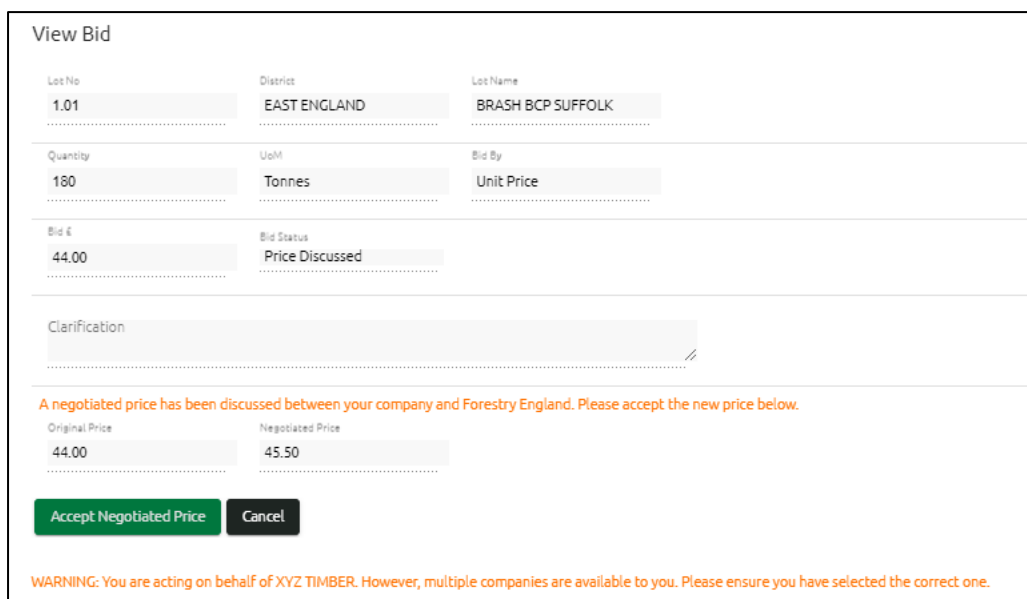 View Bid
Lot No District Lot Name
1.01 EAST ENGLAND BRASH BCP SUFFOLK
Quantity UoM Bid By
180 Tonnes Unit Price
Bid £ Bid Status
44.00 Price Discussed
Clarification
A negotiated price has been discussed between your company and Forestry England. Please accept the new price below.
Original Price Negotiated Price
44.00 45.50
Accept Negotiated Price Cancel
WARNING: You are acting on behalf of XYZ TIMBER. However, multiple companies are available to you. Please ensure you have selected the correct one.